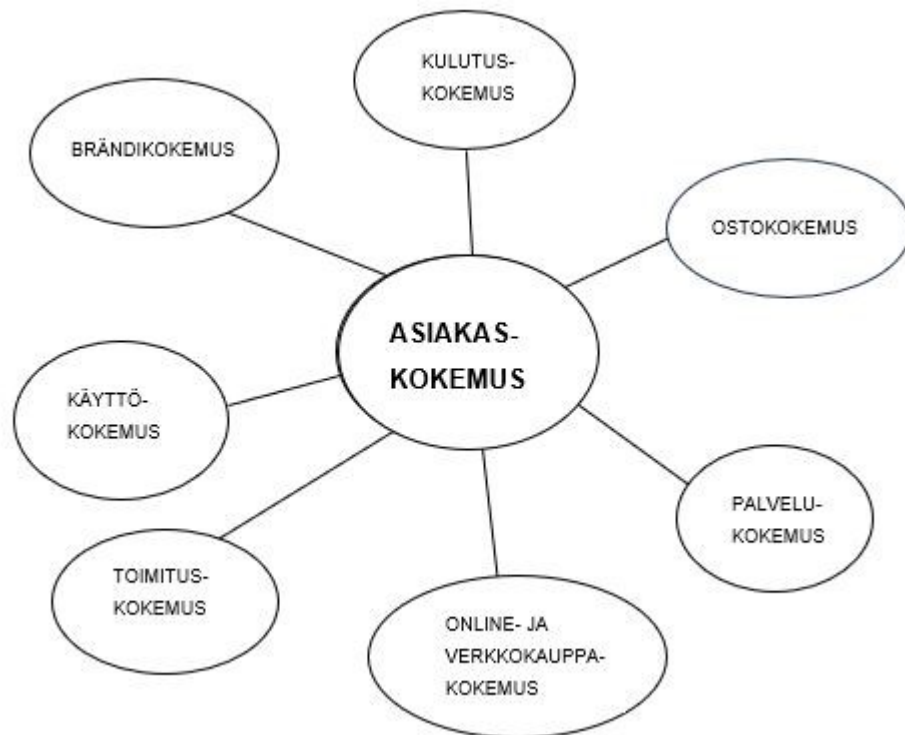 KULUTUS-
KOKEMUS
BRÄNDIKOKEMUS
OSTOKOKEMUS
ASIAKAS-
KOKEMUS
KÄYTTÖ-
KOKEMUS
PALVELU-
KOKEMUS
TOIMITUS-
KOKEMUS
ONLINE- JA
VERKKOKAUPPA-
KOKEMUS